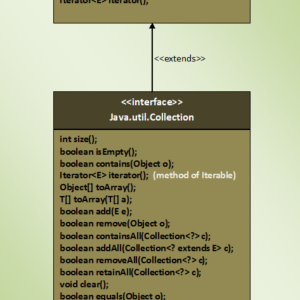 Iterator<E> iterator();
<<extends>>
<<interface>>
Java.util.Collection
int size();
boolean isEmpty();
boolean contains(Object o);
Iterator<E> iterator(); (method of Iterable)
Object[] toArray();
T[] toArray(T[] a);
boolean add(E e);
boolean remove(Object o);
boolean containsAll(Collection<?> c);
boolean addAll(Collection<? extends E> c);
boolean removeAll(Collection<?> c);
boolean retainAll(Collection<?> c);
void clear();
boolean equals(Object o);